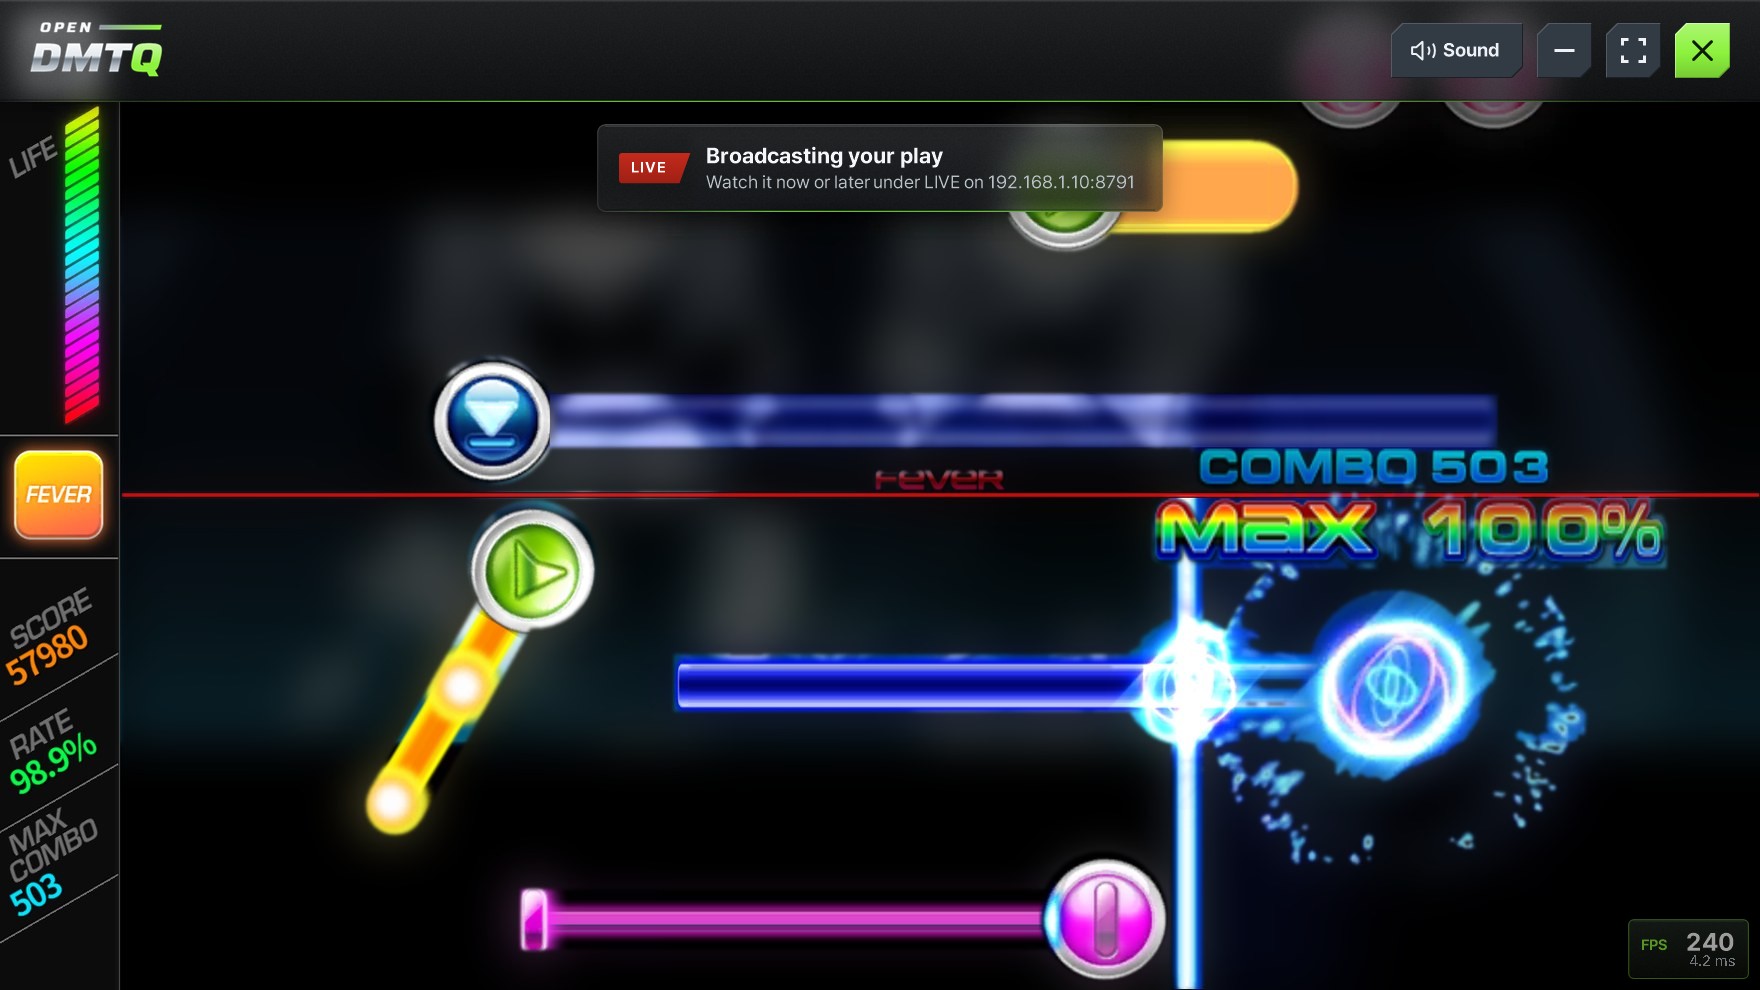 OPEN
DMTQ
Sound
LIVE
Broadcasting your play
Watch it now or later under LIVE on 192.168.1.10:8791
LIFE
FEVER
FEVER
COMBO 503
MAX 100%
SCORE
57980
RATE
98.9%
MAX
COMBO
503
FPS 240
4.2 ms